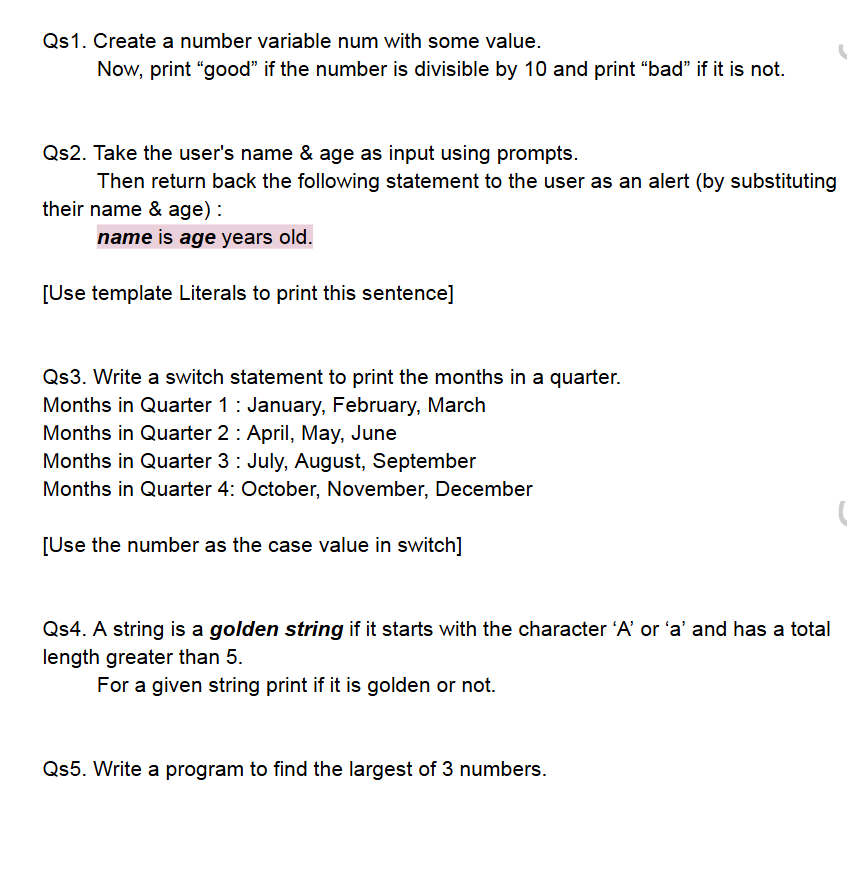 Qs1. Create a number variable num with some value.
Now, print “good” if the number is divisible by 10 and print “bad” if it is not.
Qs2. Take the user's name & age as input using prompts.
Then return back the following statement to the user as an alert (by substituting
their name & age) :
name is age years old.
[Use template Literals to print this sentence]
Qs3. Write a switch statement to print the months in a quarter.
Months in Quarter 1 : January, February, March
Months in Quarter 2 : April, May, June
Months in Quarter 3 : July, August, September
Months in Quarter 4: October, November, December
[Use the number as the case value in switch]
Qs4. A string is a golden string if it starts with the character ‘A’ or ‘a’ and has a total
length greater than 5.
For a given string print if it is golden or not.
Qs5. Write a program to find the largest of 3 numbers.